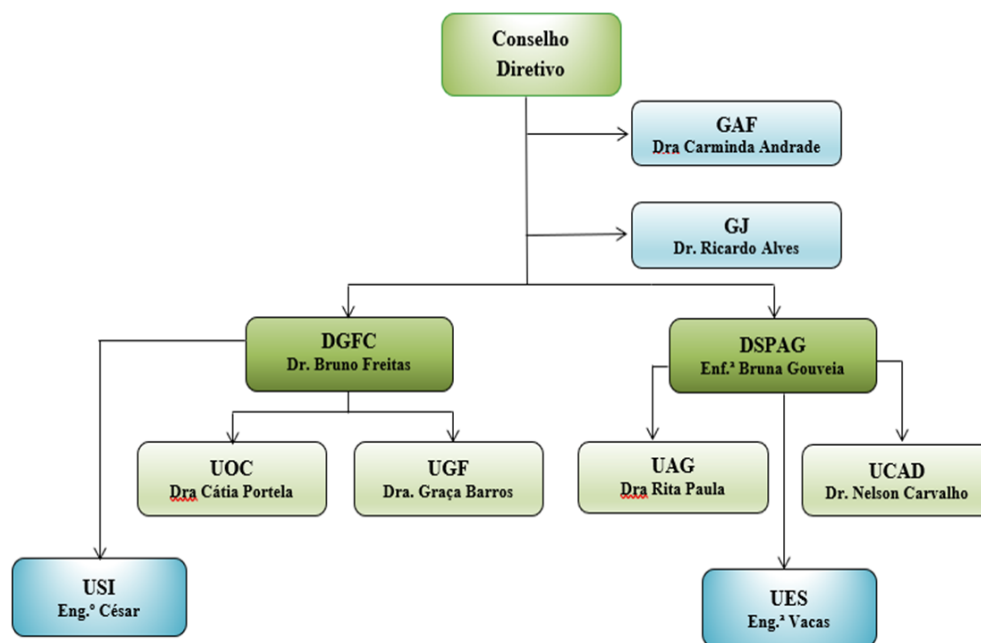 Conselho
Diretivo
GAF
Dra Carminda Andrade
GJ
Dr. Ricardo Alves
DGFC
Dr. Bruno Freitas
DSPAG
Enf.ª Bruna Gouveia
UOC
Dra Cátia Portela
UGF
Dra. Graça Barros
UAG
Dra Rita Paula
UCAD
Dr. Nelson Carvalho
USI
Eng.º César
UES
Eng.ª Vacas